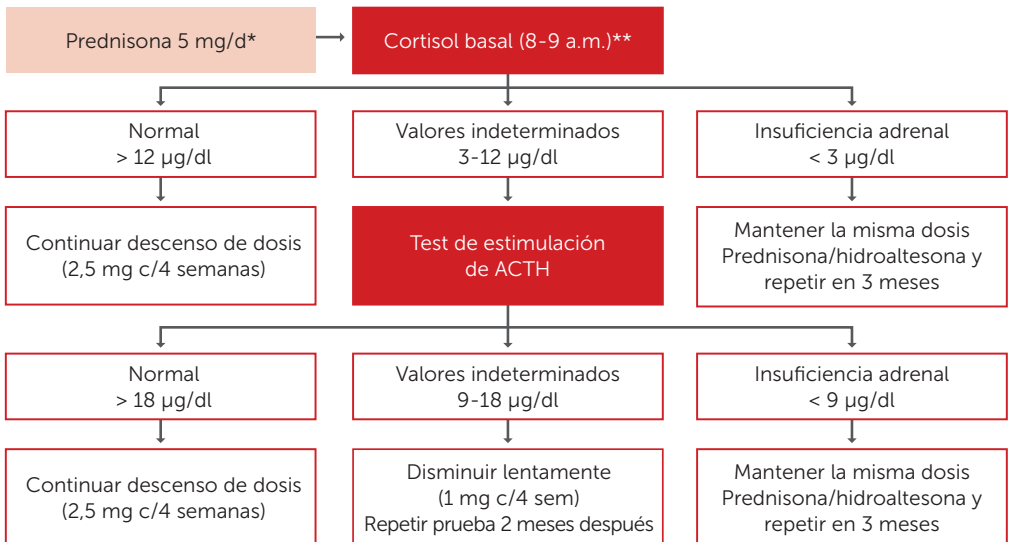 Prednisona 5 mg/d*
Cortisol basal (8-9 a.m.)**
Normal
> 12 µg/dl
Valores indeterminados
3-12 µg/dl
Insuficiencia adrenal
< 3 µg/dl
Continuar descenso de dosis
(2,5 mg c/4 semanas)
Test de estimulación
de ACTH
Mantener la misma dosis
Prednisona/hidroaltesona y
repetir en 3 meses
Normal
> 18 µg/dl
Valores indeterminados
9-18 µg/dl
Insuficiencia adrenal
< 9 µg/dl
Continuar descenso de dosis
(2,5 mg c/4 semanas)
Disminuir lentamente
(1 mg c/4 sem)
Repetir prueba 2 meses después
Mantener la misma dosis
Prednisona/hidroaltesona y
repetir en 3 meses